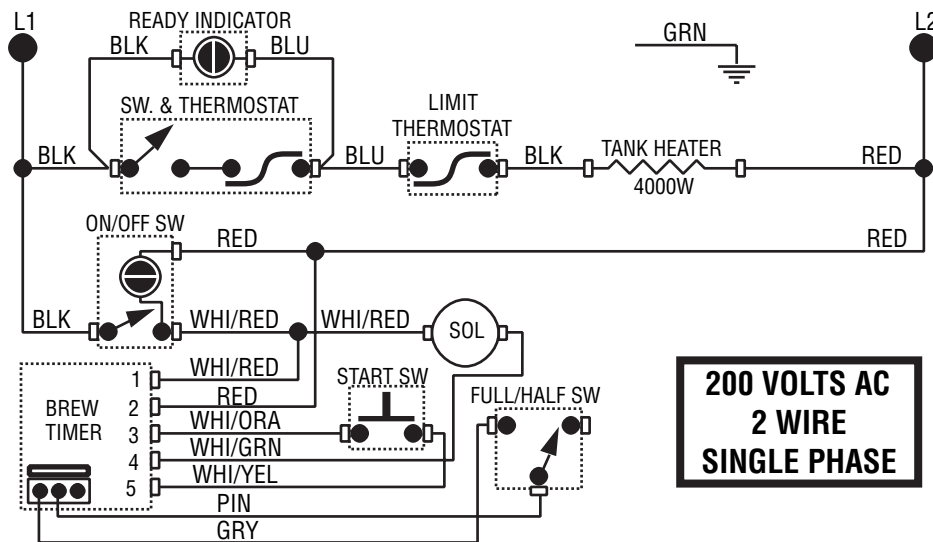 L1
READY INDICATOR
L2
BLK
BLU
GRN
SW. & THERMOSTAT
LIMIT
THERMOSTAT
BLK
BLU
BLK
TANK HEATER
4000W
RED
ON/OFF SW
RED
RED
BLK
WHI/RED
WHI/RED
SOL
BREW
TIMER
1
WHI/RED
2
RED
3
WHI/ORA
4
WHI/GRN
5
WHI/YEL
START SW
FULL/HALF SW
PIN
GRY
200 VOLTS AC
2 WIRE
SINGLE PHASE